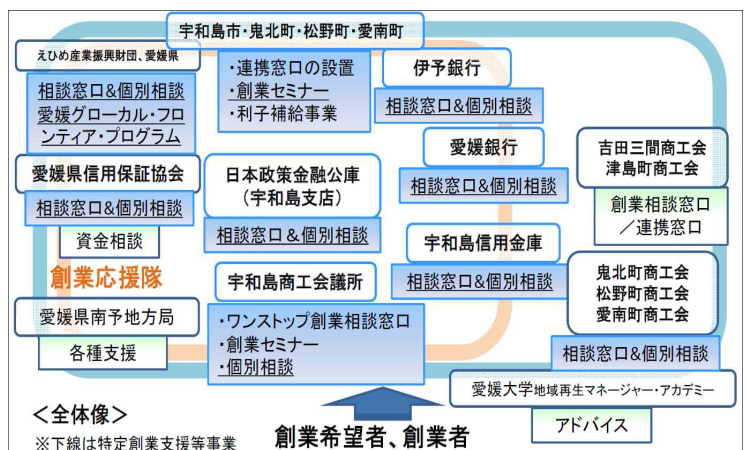 宇和島市・鬼北町・松野町・愛南町
・連携窓口の設置
・創業セミナー
・利子補給事業
えひめ産業振興財団、愛媛県
相談窓口&個別相談
愛媛グローカル・フロ
ンティア・プログラム
伊予銀行
相談窓口&個別相談
愛媛県信用保証協会
相談窓口&個別相談
資金相談
日本政策金融公庫
（宇和島支店）
相談窓口＆個別相談
愛媛銀行
相談窓口&個別相談
吉田三間商工会
津島町商工会
創業相談窓口
／連携窓口
創業応援隊
愛媛県南予地方局
各種支援
宇和島商工会議所
・ワンストップ創業相談窓口
・創業セミナー
・個別相談
宇和島信用金庫
相談窓口&個別相談
鬼北町商工会
松野町商工会
愛南町商工会
相談窓口&個別相談
愛媛大学地域再生マネージャー・アカデミー
アドバイス
＜全体像＞
※下線は特定創業支援等事業
創業希望者、創業者